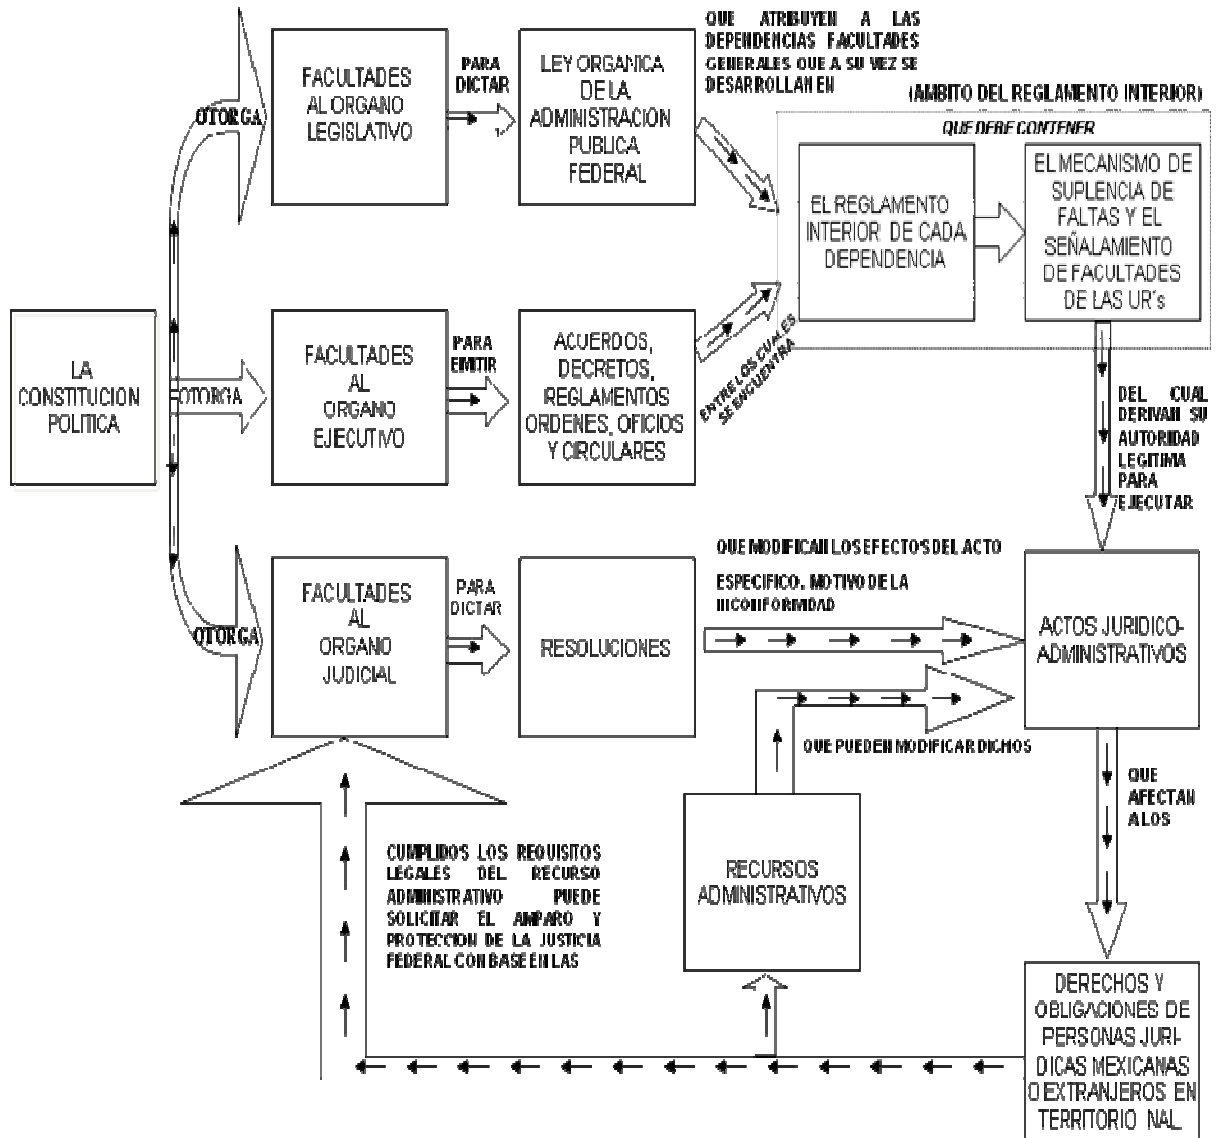 QUE ATRIBUYEN A LAS
DEPENDENCIAS FACULTADES
GENERALES QUE A SU VEZ SE
DESARROLLAN EN
(AMBITO DEL REGLAMENTO INTERIOR)
OTORGA
FACULTADES
AL ORGANO
LEGISLATIVO
PARA
DICTAR
LEY ORGANICA
DE LA
ADMINISTRACION
PUBLICA
FEDERAL
QUE DEBE CONTENER
EL REGLAMENTO
INTERIOR DE CADA
DEPENDENCIA
EL MECANISMO DE
SUPLENCIA DE
FALTAS Y EL
SEÑALAMIENTO
DE FACULTADES
DE LAS UR´s
LA
CONSTITUCION
POLITICA
OTORGA
FACULTADES
AL
ORGANO
EJECUTIVO
PARA
EMITIR
ACUERDOS,
DECRETOS,
REGLAMENTOS
ORDENES, OFICIOS
Y CIRCULARES
ENTRE LOS CUALES
SE ENCUENTRA
DEL CUAL
DERIVAN SU
AUTORIDAD
LEGITIMA
PARA
EJECUTAR
OTORGA
FACULTADES
AL
ORGANO
JUDICIAL
PARA
DICTAR
RESOLUCIONES
QUE MODIFICAN LOS EFECTOS DEL ACTO
ESPECIFICO. MOTIVO DE LA
INCONFORMIDAD
ACTOS JURIDICO-
ADMINISTRATIVOS
QUE PUEDEN MODIFICAR DICHOS
QUE
AFECTAN
A LOS
CUMPLIDOS LOS REQUISITOS
LEGALES DEL RECURSO
ADMINISTRATIVO PUEDE
SOLICITAR EL AMPARO Y
PROTECCION DE LA JUSTICIA
FEDERAL CON BASE EN LAS
RECURSOS
ADMINISTRATIVOS
DERECHOS Y
OBLIGACIONES DE
PERSONAS JURI-
DICAS MEXICANAS
O EXTRANJEROS EN
TERRITORIO NAL.